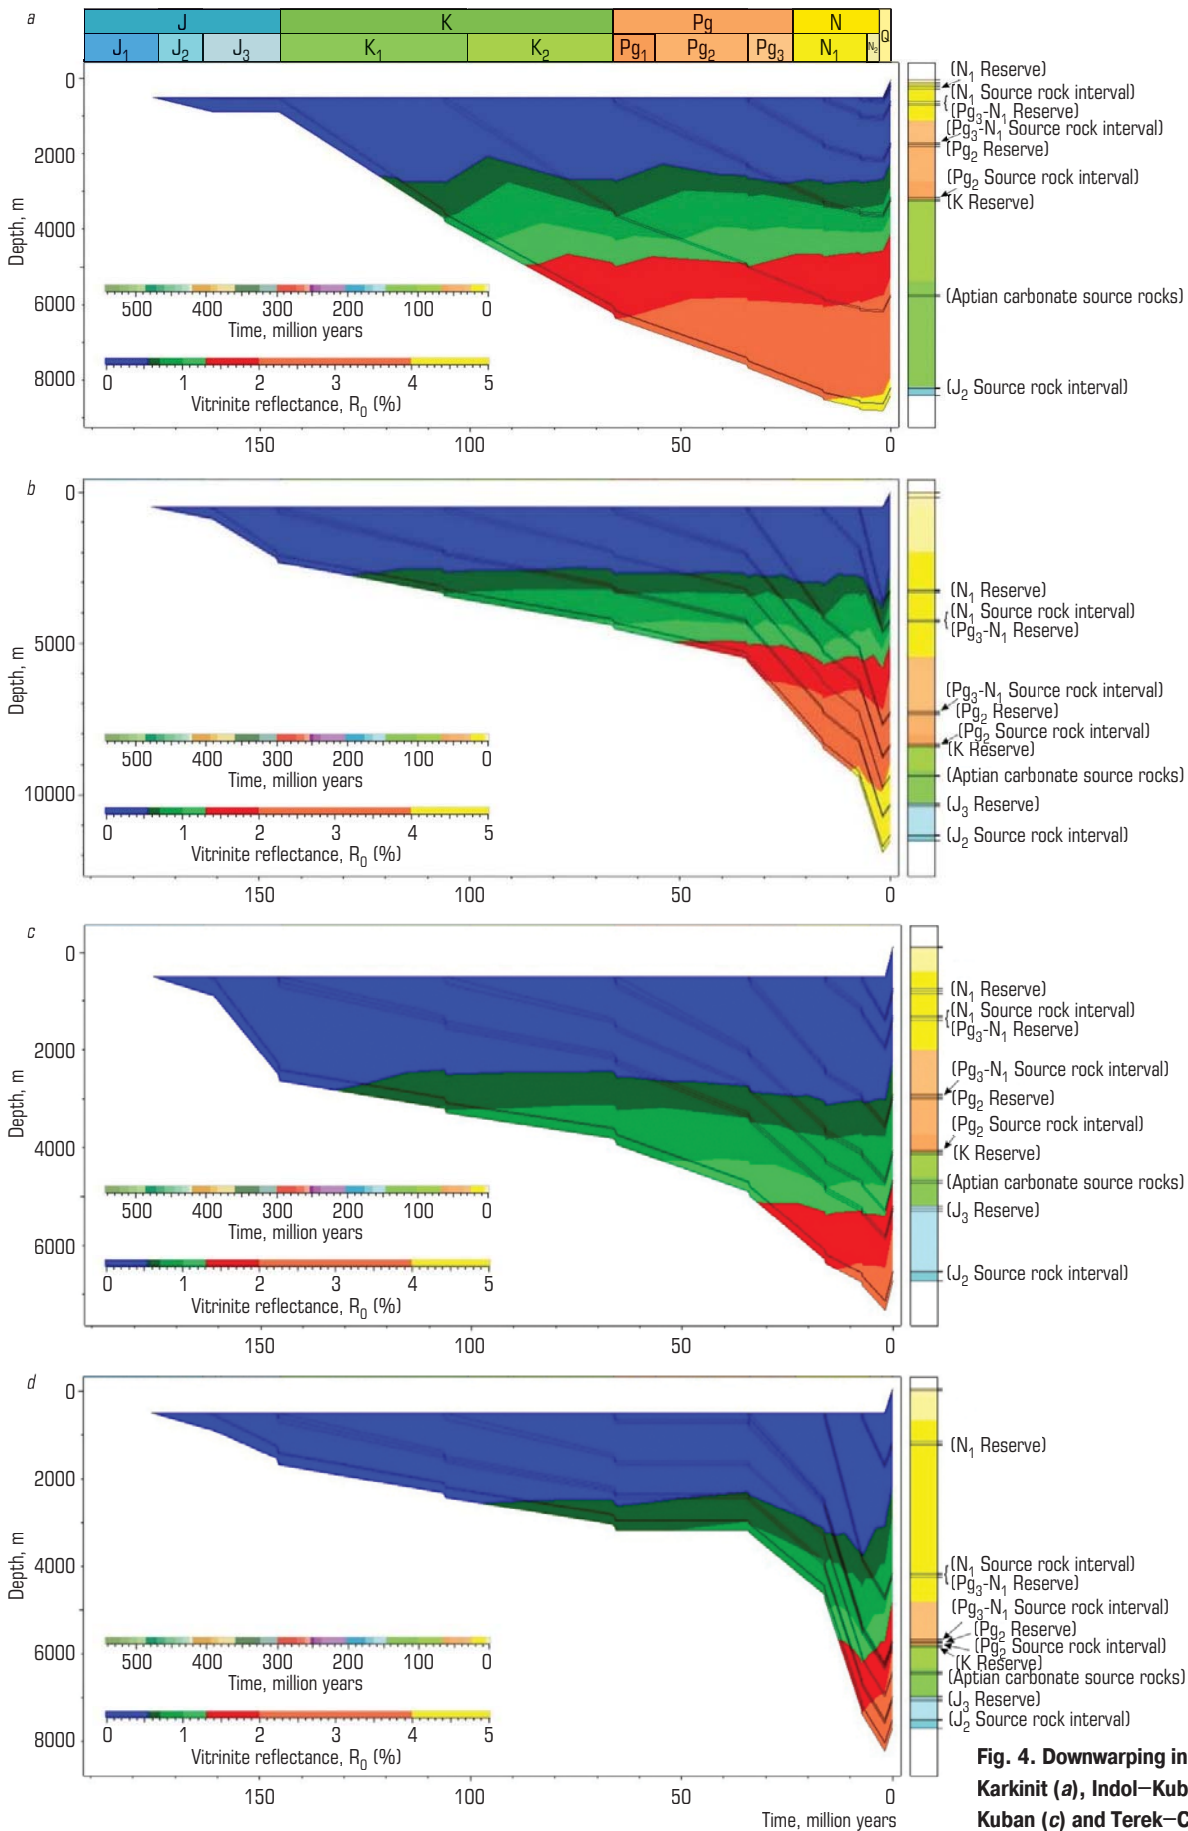 a
J K Pg N Q
J1 J2 J3 K1 K2 Pg1 Pg2 Pg3 N1 N2
0
2000
4000
6000
8000
Depth, m
500 400 300 200 100 0
Time, million years
0 1 2 3 4 5
Vitrinite reflectance, R0 (%)
150 100 50 0
(N1 Reserve)
(N1 Source rock interval)
(Pg3-N1 Reserve)
(Pg3-N1 Source rock interval)
(Pg2 Reserve)
(Pg2 Source rock interval)
(K Reserve)
(Aptian carbonate source rocks)
(J2 Source rock interval)
b
0
5000
10000
Depth, m
500 400 300 200 100 0
Time, million years
0 1 2 3 4 5
Vitrinite reflectance, R0 (%)
150 100 50 0
(N1 Reserve)
(N1 Source rock interval)
(Pg3-N1 Reserve)
(Pg3-N1 Source rock interval)
(Pg2 Reserve)
(Pg2 Source rock interval)
(K Reserve)
(Aptian carbonate source rocks)
(J3 Reserve)
(J2 Source rock interval)
c
0
2000
4000
6000
Depth, m
500 400 300 200 100 0
Time, million years
0 1 2 3 4 5
Vitrinite reflectance, R0 (%)
150 100 50 0
(N1 Reserve)
(N1 Source rock interval)
(Pg3-N1 Reserve)
(Pg3-N1 Source rock interval)
(Pg2 Reserve)
(Pg2 Source rock interval)
(K Reserve)
(Aptian carbonate source rocks)
(J3 Reserve)
(J2 Source rock interval)
d
0
2000
4000
6000
8000
Depth, m
500 400 300 200 100 0
Time, million years
0 1 2 3 4 5
Vitrinite reflectance, R0 (%)
150 100 50 0
Time, million years
(N1 Reserve)
(N1 Source rock interval)
(Pg3-N1 Reserve)
(Pg3-N1 Source rock interval)
(Pg2 Reserve)
(Pg2 Source rock interval)
(K Reserve)
(Aptian carbonate source rocks)
(J3 Reserve)
(J2 Source rock interval)
Fig. 4. Downwarping in
Karkinit (a), Indol–Kub
Kuban (c) and Terek–C